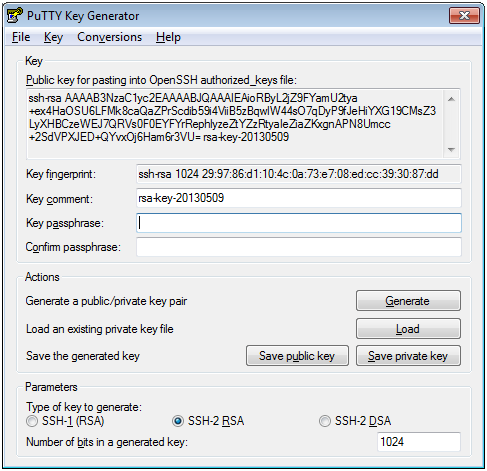 PuTTY Key Generator
File Key Conversions Help
Key
Public key for pasting into OpenSSH authorized_keys file:
ssh-rsa AAAAB3NzaC1yc2EAAAABJQAAAIEAioRByL2jZ9FYamU2tya
+ex4HaOSU6LFMk8caQaZPrScdib59i4ViiB5zBqwIW44sO7qDyP9fJeHiYXG19CMsZ3
LyXHBCzeWEJ7QRVs0F0EYFYrRephlyzeZtYZzRtyaIeZiaZKxgnAPN8Umcc
+2SdVPXJED+QYvxOj6Ham6r3VU= rsa-key-20130509
Key fingerprint: ssh-rsa 1024 29:97:86:d1:10:4c:0a:73:e7:08:ed:cc:39:30:87:dd
Key comment: rsa-key-20130509
Key passphrase:
Confirm passphrase:
Actions
Generate a public/private key pair Generate
Load an existing private key file Load
Save the generated key Save public key Save private key
Parameters
Type of key to generate:
SSH-1 (RSA) SSH-2 RSA SSH-2 DSA
Number of bits in a generated key: 1024